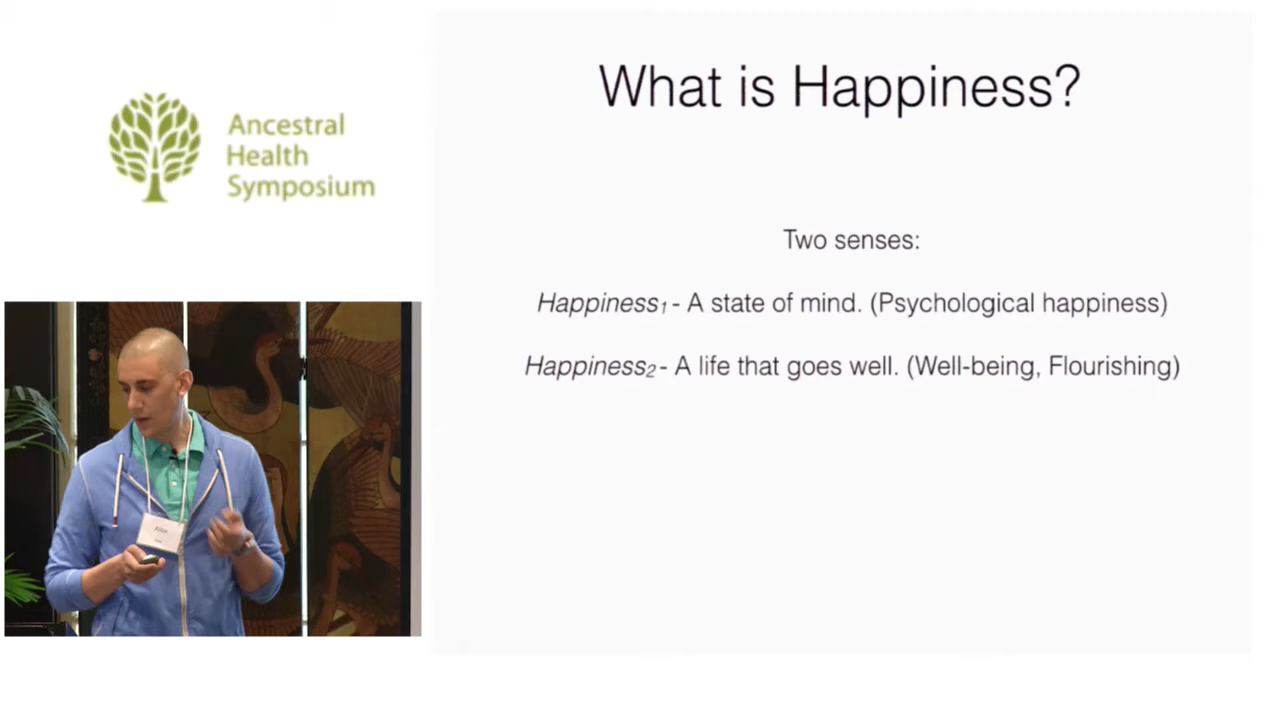 Ancestral
Health
Symposium
What is Happiness?
Two senses:
Happiness₁ - A state of mind. (Psychological happiness)
Happiness₂ - A life that goes well. (Well-being, Flourishing)